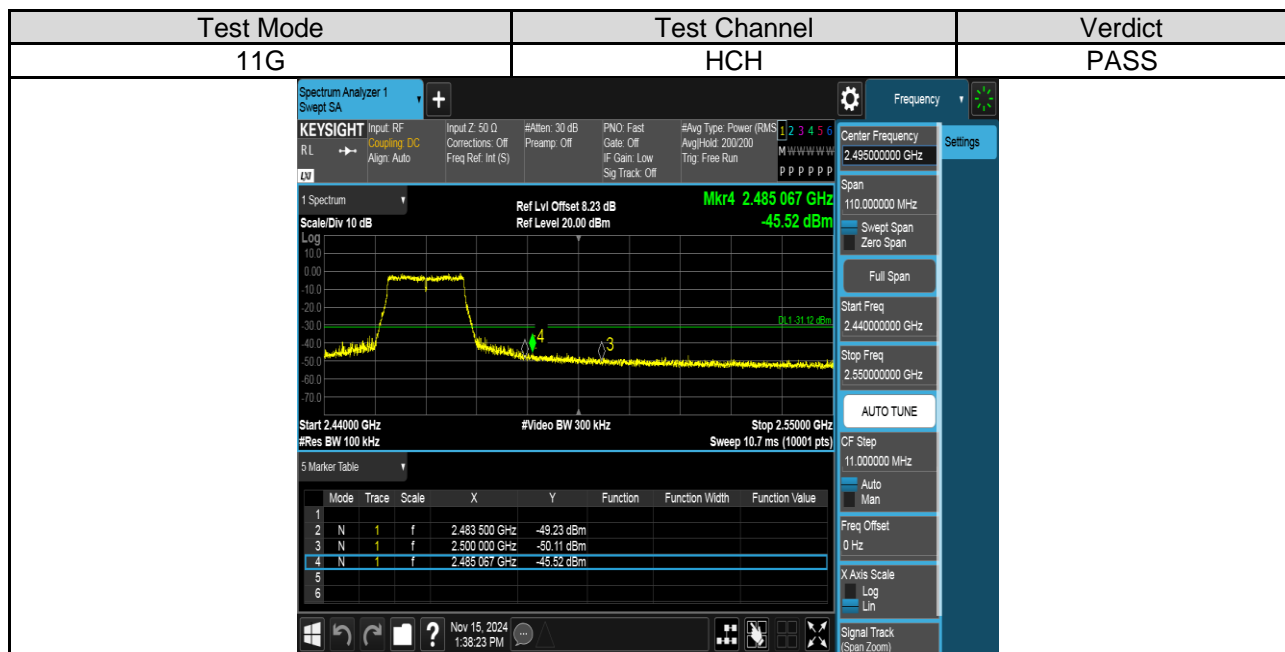 Test Mode Test Channel Verdict
11G HCH PASS
Spectrum Analyzer 1
Swept SA
+
Frequency
KEYSIGHT
RL
LXI
Input: RF
Coupling: DC
Align: Auto
Input Z: 50 Ω
Corrections: Off
Freq Ref: Int (S)
#Atten: 30 dB
Preamp: Off
PNO: Fast
Gate: Off
IF Gain: Low
Sig Track: Off
#Avg Type: Power (RMS
Avg|Hold: 200/200
Trig: Free Run
1 2 3 4 5 6
M W W W W W
P P P P P P
1 Spectrum
Scale/Div 10 dB
Ref Lvl Offset 8.23 dB
Ref Level 20.00 dBm
Mkr4 2.485 067 GHz
-45.52 dBm
Log
10.0
0.00
-10.0
-20.0
-30.0
-40.0
-50.0
-60.0
-70.0
DL1 -31.12 dBm
4
3
Start 2.44000 GHz
#Res BW 100 kHz
#Video BW 300 kHz
Stop 2.55000 GHz
Sweep 10.7 ms (10001 pts)
5 Marker Table
Mode Trace Scale X Y Function Function Width Function Value
1
2 N 1 f 2.483 500 GHz -49.23 dBm
3 N 1 f 2.500 000 GHz -50.11 dBm
4 N 1 f 2.485 067 GHz -45.52 dBm
5
6
Nov 15, 2024
1:38:23 PM
?
Center Frequency
2.495000000 GHz
Settings
Span
110.000000 MHz
Swept Span
Zero Span
Full Span
Start Freq
2.440000000 GHz
Stop Freq
2.550000000 GHz
AUTO TUNE
CF Step
11.000000 MHz
Auto
Man
Freq Offset
0 Hz
X Axis Scale
Log
Lin
Signal Track
(Span Zoom)